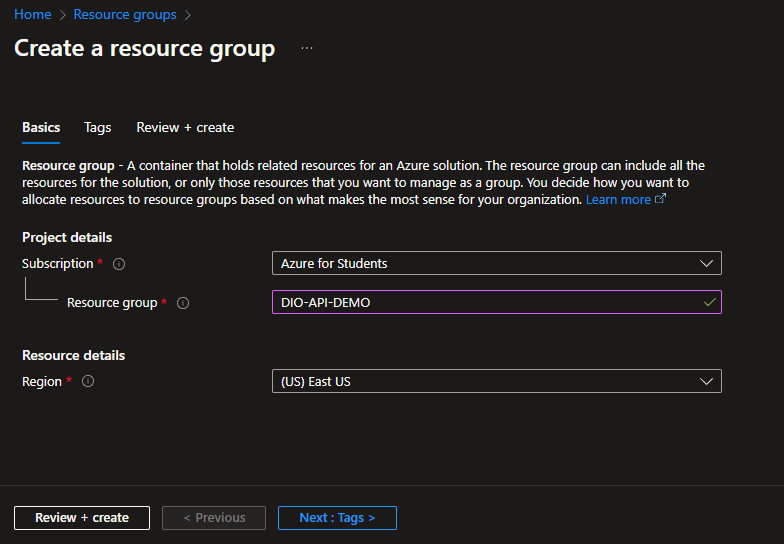 Home > Resource groups >
Create a resource group ...
Basics Tags Review + create
Resource group - A container that holds related resources for an Azure solution. The resource group can include all the
resources for the solution, or only those resources that you want to manage as a group. You decide how you want to
allocate resources to resource groups based on what makes the most sense for your organization. Learn more
Project details
Subscription * Azure for Students
Resource group * DIO-API-DEMO
Resource details
Region * (US) East US
Review + create < Previous Next : Tags >